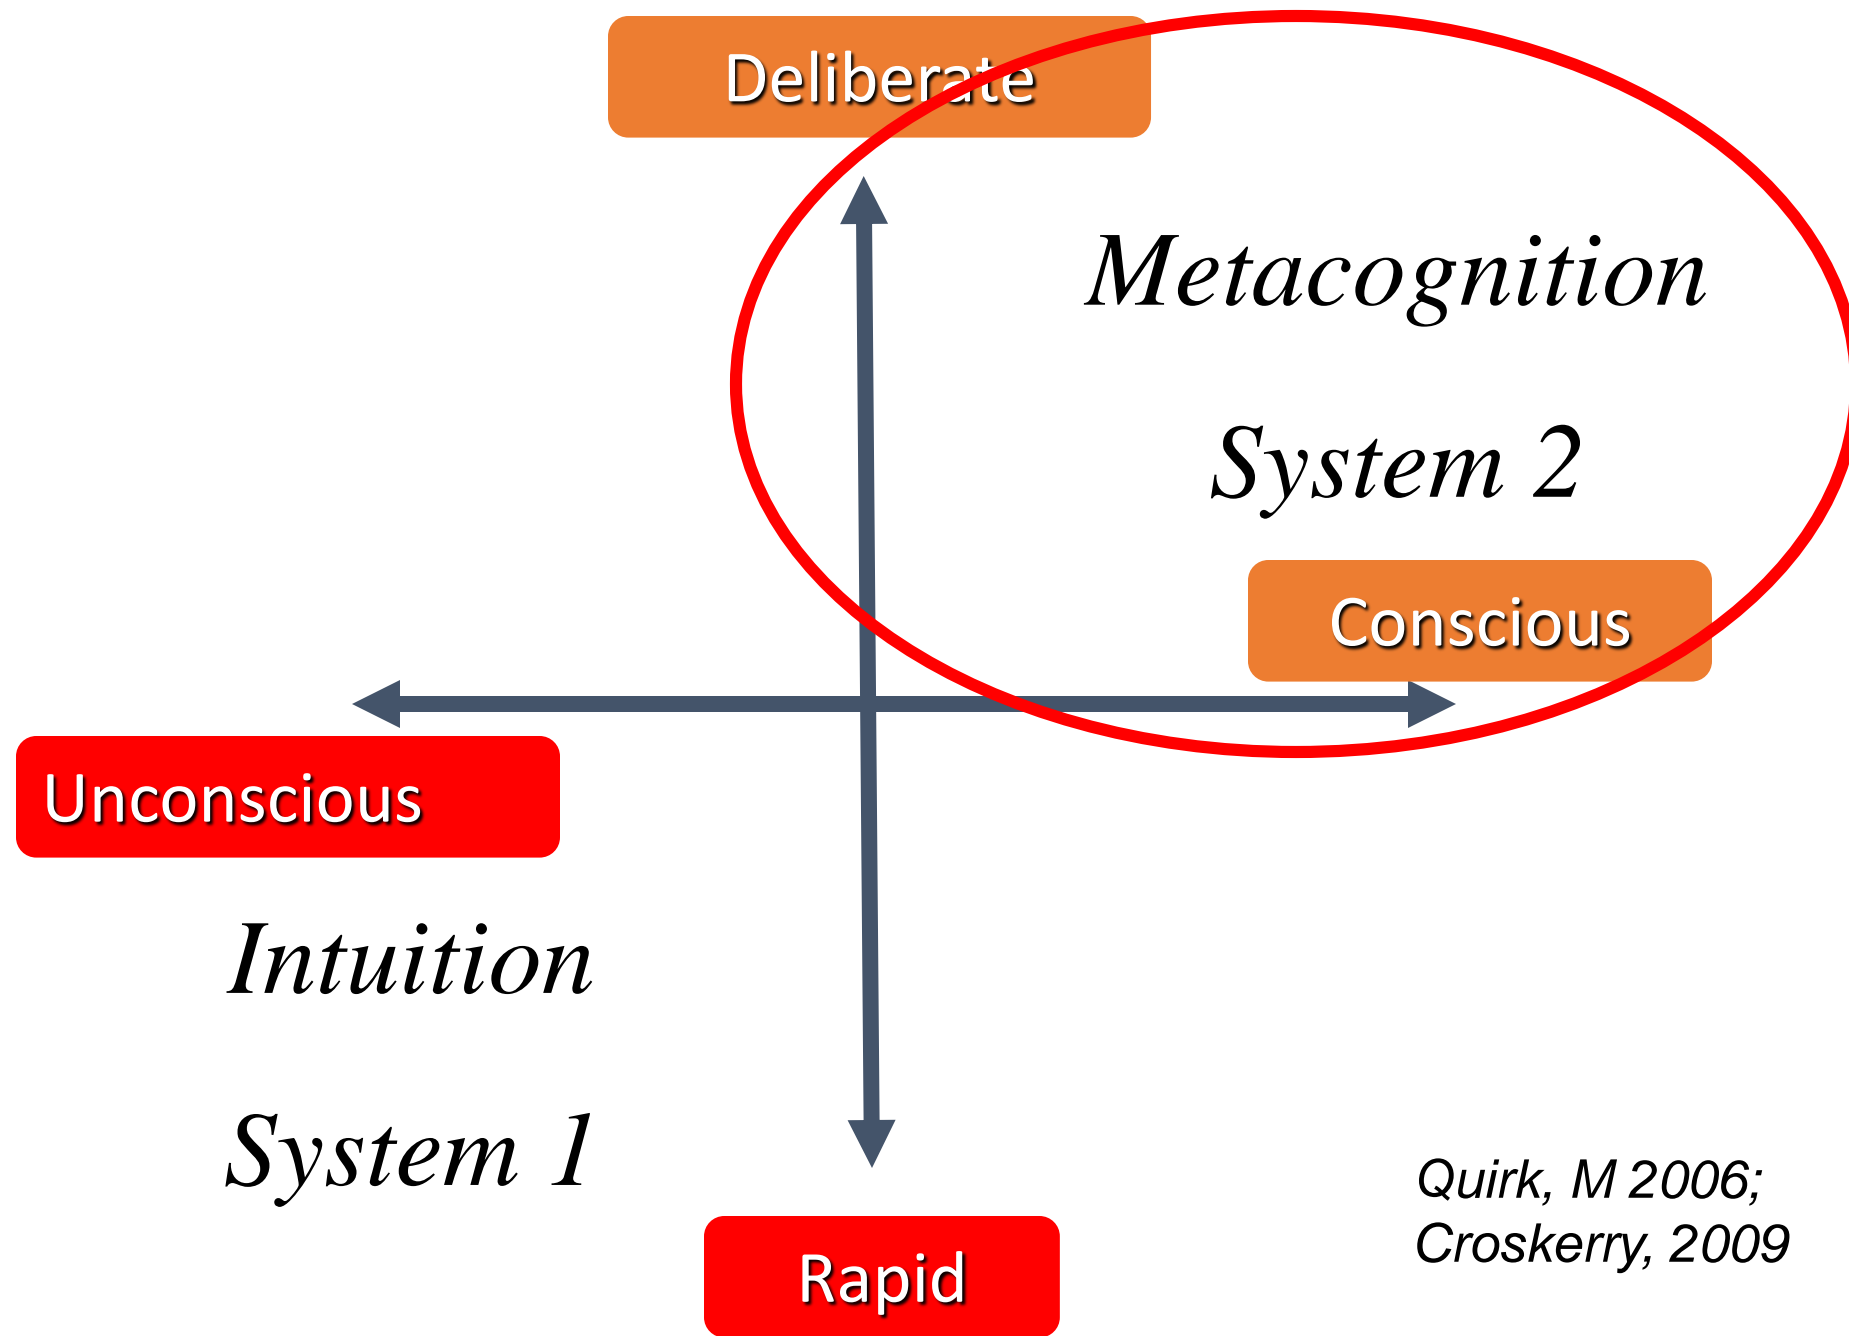 Deliberate
Metacognition
System 2
Conscious
Unconscious
Intuition
System 1
Quirk, M 2006;
Croskerry, 2009
Rapid